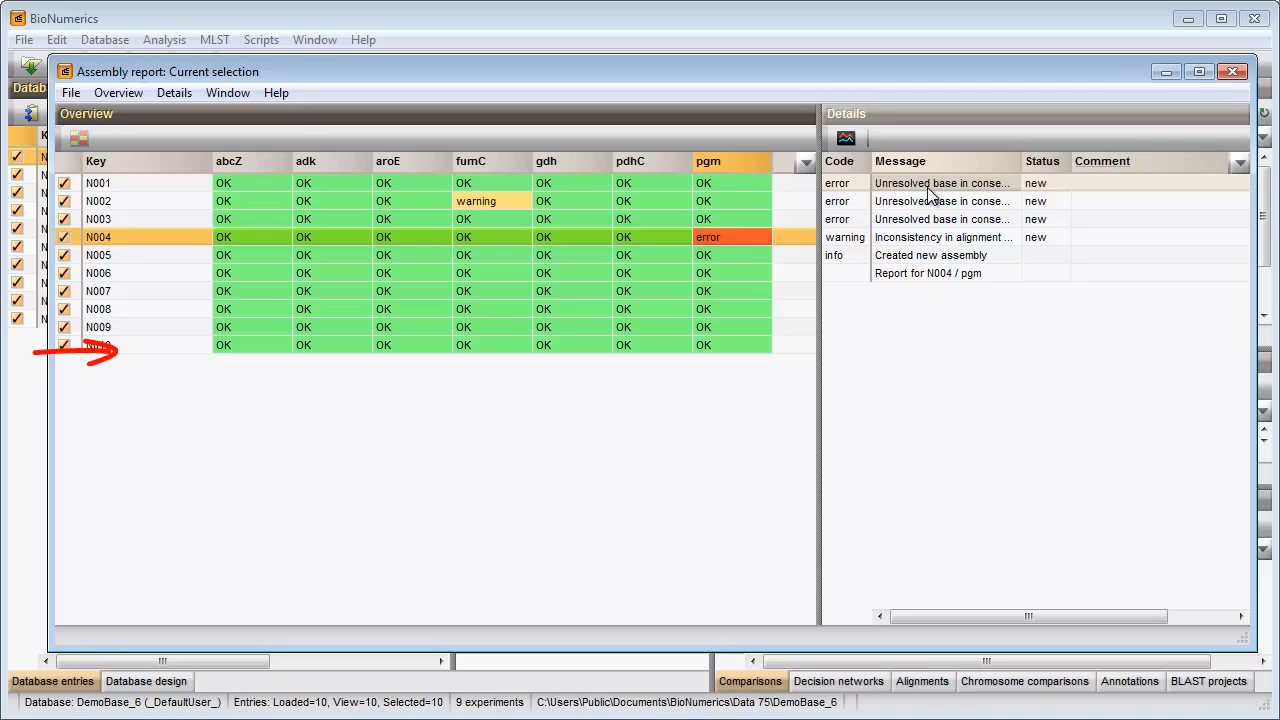 BioNumerics
File Edit Database Analysis MLST Scripts Window Help
Assembly report: Current selection
File Overview Details Window Help
Overview
Details
Key abcZ adk aroE fumC gdh pdhC pgm
Code Message Status Comment
N001 OK OK OK OK OK OK OK
error Unresolved base in conse... new
N002 OK OK OK warning OK OK OK
error Unresolved base in conse... new
N003 OK OK OK OK OK OK OK
error Unresolved base in conse... new
N004 OK OK OK OK OK OK error
warning Inconsistency in alignment ... new
N005 OK OK OK OK OK OK OK
info Created new assembly
N006 OK OK OK OK OK OK OK
Report for N004 / pgm
N007 OK OK OK OK OK OK OK
N008 OK OK OK OK OK OK OK
N009 OK OK OK OK OK OK OK
OK OK OK OK OK OK OK
Database entries Database design
Comparisons Decision networks Alignments Chromosome comparisons Annotations BLAST projects
Database: DemoBase_6 (_DefaultUser_) Entries: Loaded=10, View=10, Selected=10 9 experiments C:\Users\Public\Documents\BioNumerics\Data 75\DemoBase_6